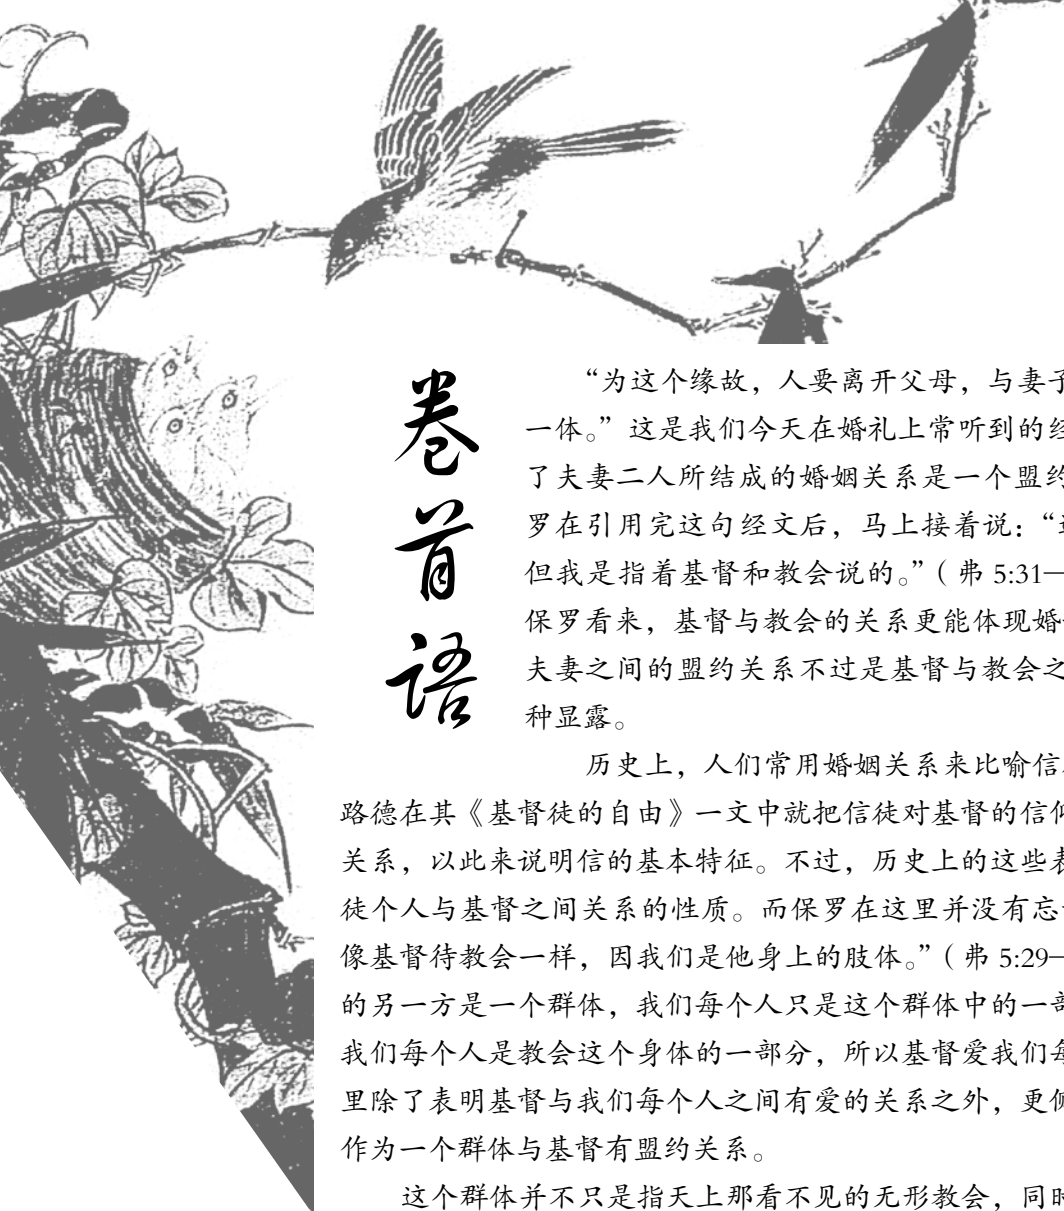 卷首语
“为这个缘故，人要离开父母，与妻子
一体。”这是我们今天在婚礼上常听到的经
了夫妻二人所结成的婚姻关系是一个盟约
罗在引用完这句经文后，马上接着说：“这
但我是指着基督和教会说的。”（弗 5:31—
保罗看来，基督与教会的关系更能体现婚
夫妻之间的盟约关系不过是基督与教会之
种显露。
历史上，人们常用婚姻关系来比喻信
路德在其《基督徒的自由》一文中就把信徒对基督的信仰
关系，以此来说明信的基本特征。不过，历史上的这些表
徒个人与基督之间关系的性质。而保罗在这里并没有忘
像基督待教会一样，因我们是他身上的肢体。”（弗 5:29—
的另一方是一个群体，我们每个人只是这个群体中的一部
我们每个人是教会这个身体的一部分，所以基督爱我们每
里除了表明基督与我们每个人之间有爱的关系之外，更侧
作为一个群体与基督有盟约关系。
这个群体并不只是指天上那看不见的无形教会，同时